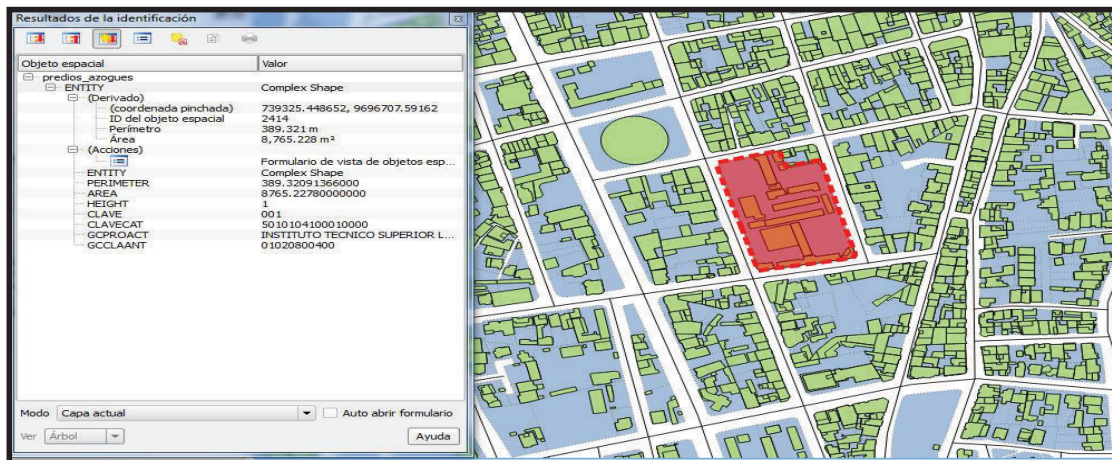 Resultados de la identificación
Objeto espacial Valor
predios_azogues
ENTITY Complex Shape
(Derivado)
(coordenada pinchada) 739325.448652, 9696707.59162
ID del objeto espacial 2414
Perímetro 389.321 m
Área 8,765.228 m²
(Acciones)
Formulario de vista de objetos esp...
ENTITY Complex Shape
PERIMETER 389.32091366000
AREA 8765.22780000000
HEIGHT 1
CLAVE 001
CLAVECAT 5010104100010000
GCPROACT INSTITUTO TECNICO SUPERIOR L...
GCCLAANT 01020800400
Modo Capa actual Auto abrir formulario
Ver Árbol Ayuda